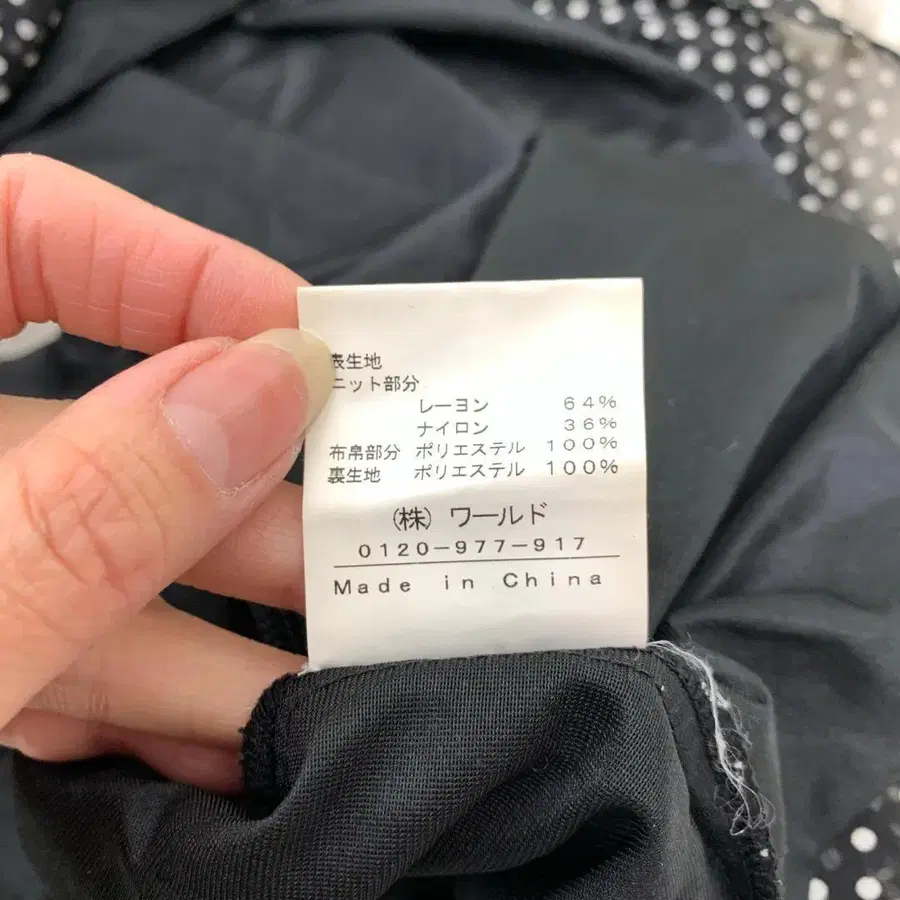 表生地
ニット部分
レーヨン 64%
ナイロン 36%
布帛部分 ポリエステル 100%
裏生地 ポリエステル 100%
(株) ワールド
0120-977-917
Made in China